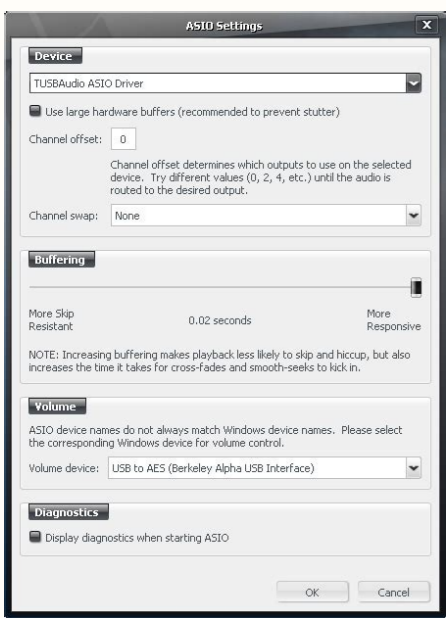 ASIO Settings
X
Device
TUSBAudio ASIO Driver
Use large hardware buffers (recommended to prevent stutter)
Channel offset: 0
Channel offset determines which outputs to use on the selected
device. Try different values (0, 2, 4, etc.) until the audio is
routed to the desired output.
Channel swap: None
Buffering
More Skip
Resistant
0.02 seconds
More
Responsive
NOTE: Increasing buffering makes playback less likely to skip and hiccup, but also
increases the time it takes for cross-fades and smooth-seeks to kick in.
Volume
ASIO device names do not always match Windows device names. Please select
the corresponding Windows device for volume control.
Volume device: USB to AES (Berkeley Alpha USB Interface)
Diagnostics
Display diagnostics when starting ASIO
OK Cancel